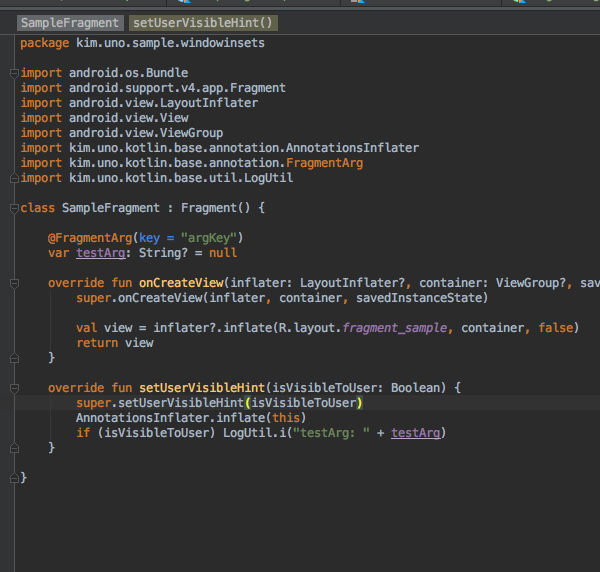 SampleFragment setUserVisibleHint()
package kim.uno.sample.windowinsets
import android.os.Bundle
import android.support.v4.app.Fragment
import android.view.LayoutInflater
import android.view.View
import android.view.ViewGroup
import kim.uno.kotlin.base.annotation.AnnotationsInflater
import kim.uno.kotlin.base.annotation.FragmentArg
import kim.uno.kotlin.base.util.LogUtil
class SampleFragment : Fragment() {
@FragmentArg(key = "argKey")
var testArg: String? = null
override fun onCreateView(inflater: LayoutInflater?, container: ViewGroup?, sav
super.onCreateView(inflater, container, savedInstanceState)
val view = inflater?.inflate(R.layout.fragment_sample, container, false)
return view
}
override fun setUserVisibleHint(isVisibleToUser: Boolean) {
super.setUserVisibleHint(isVisibleToUser)
AnnotationsInflater.inflate(this)
if (isVisibleToUser) LogUtil.i("testArg: " + testArg)
}
}